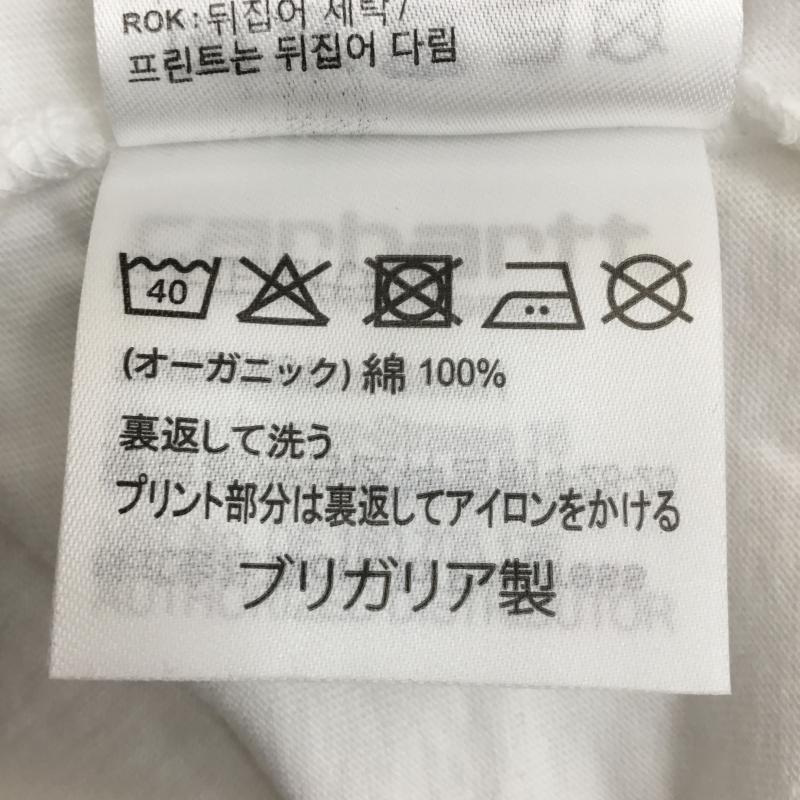 ROK: 뒤집어 세탁/
프린트는 뒤집어 다림
40
(オーガニック) 綿 100%
裏返して洗う
プリント部分は裏返してアイロンをかける
ブリガリア製